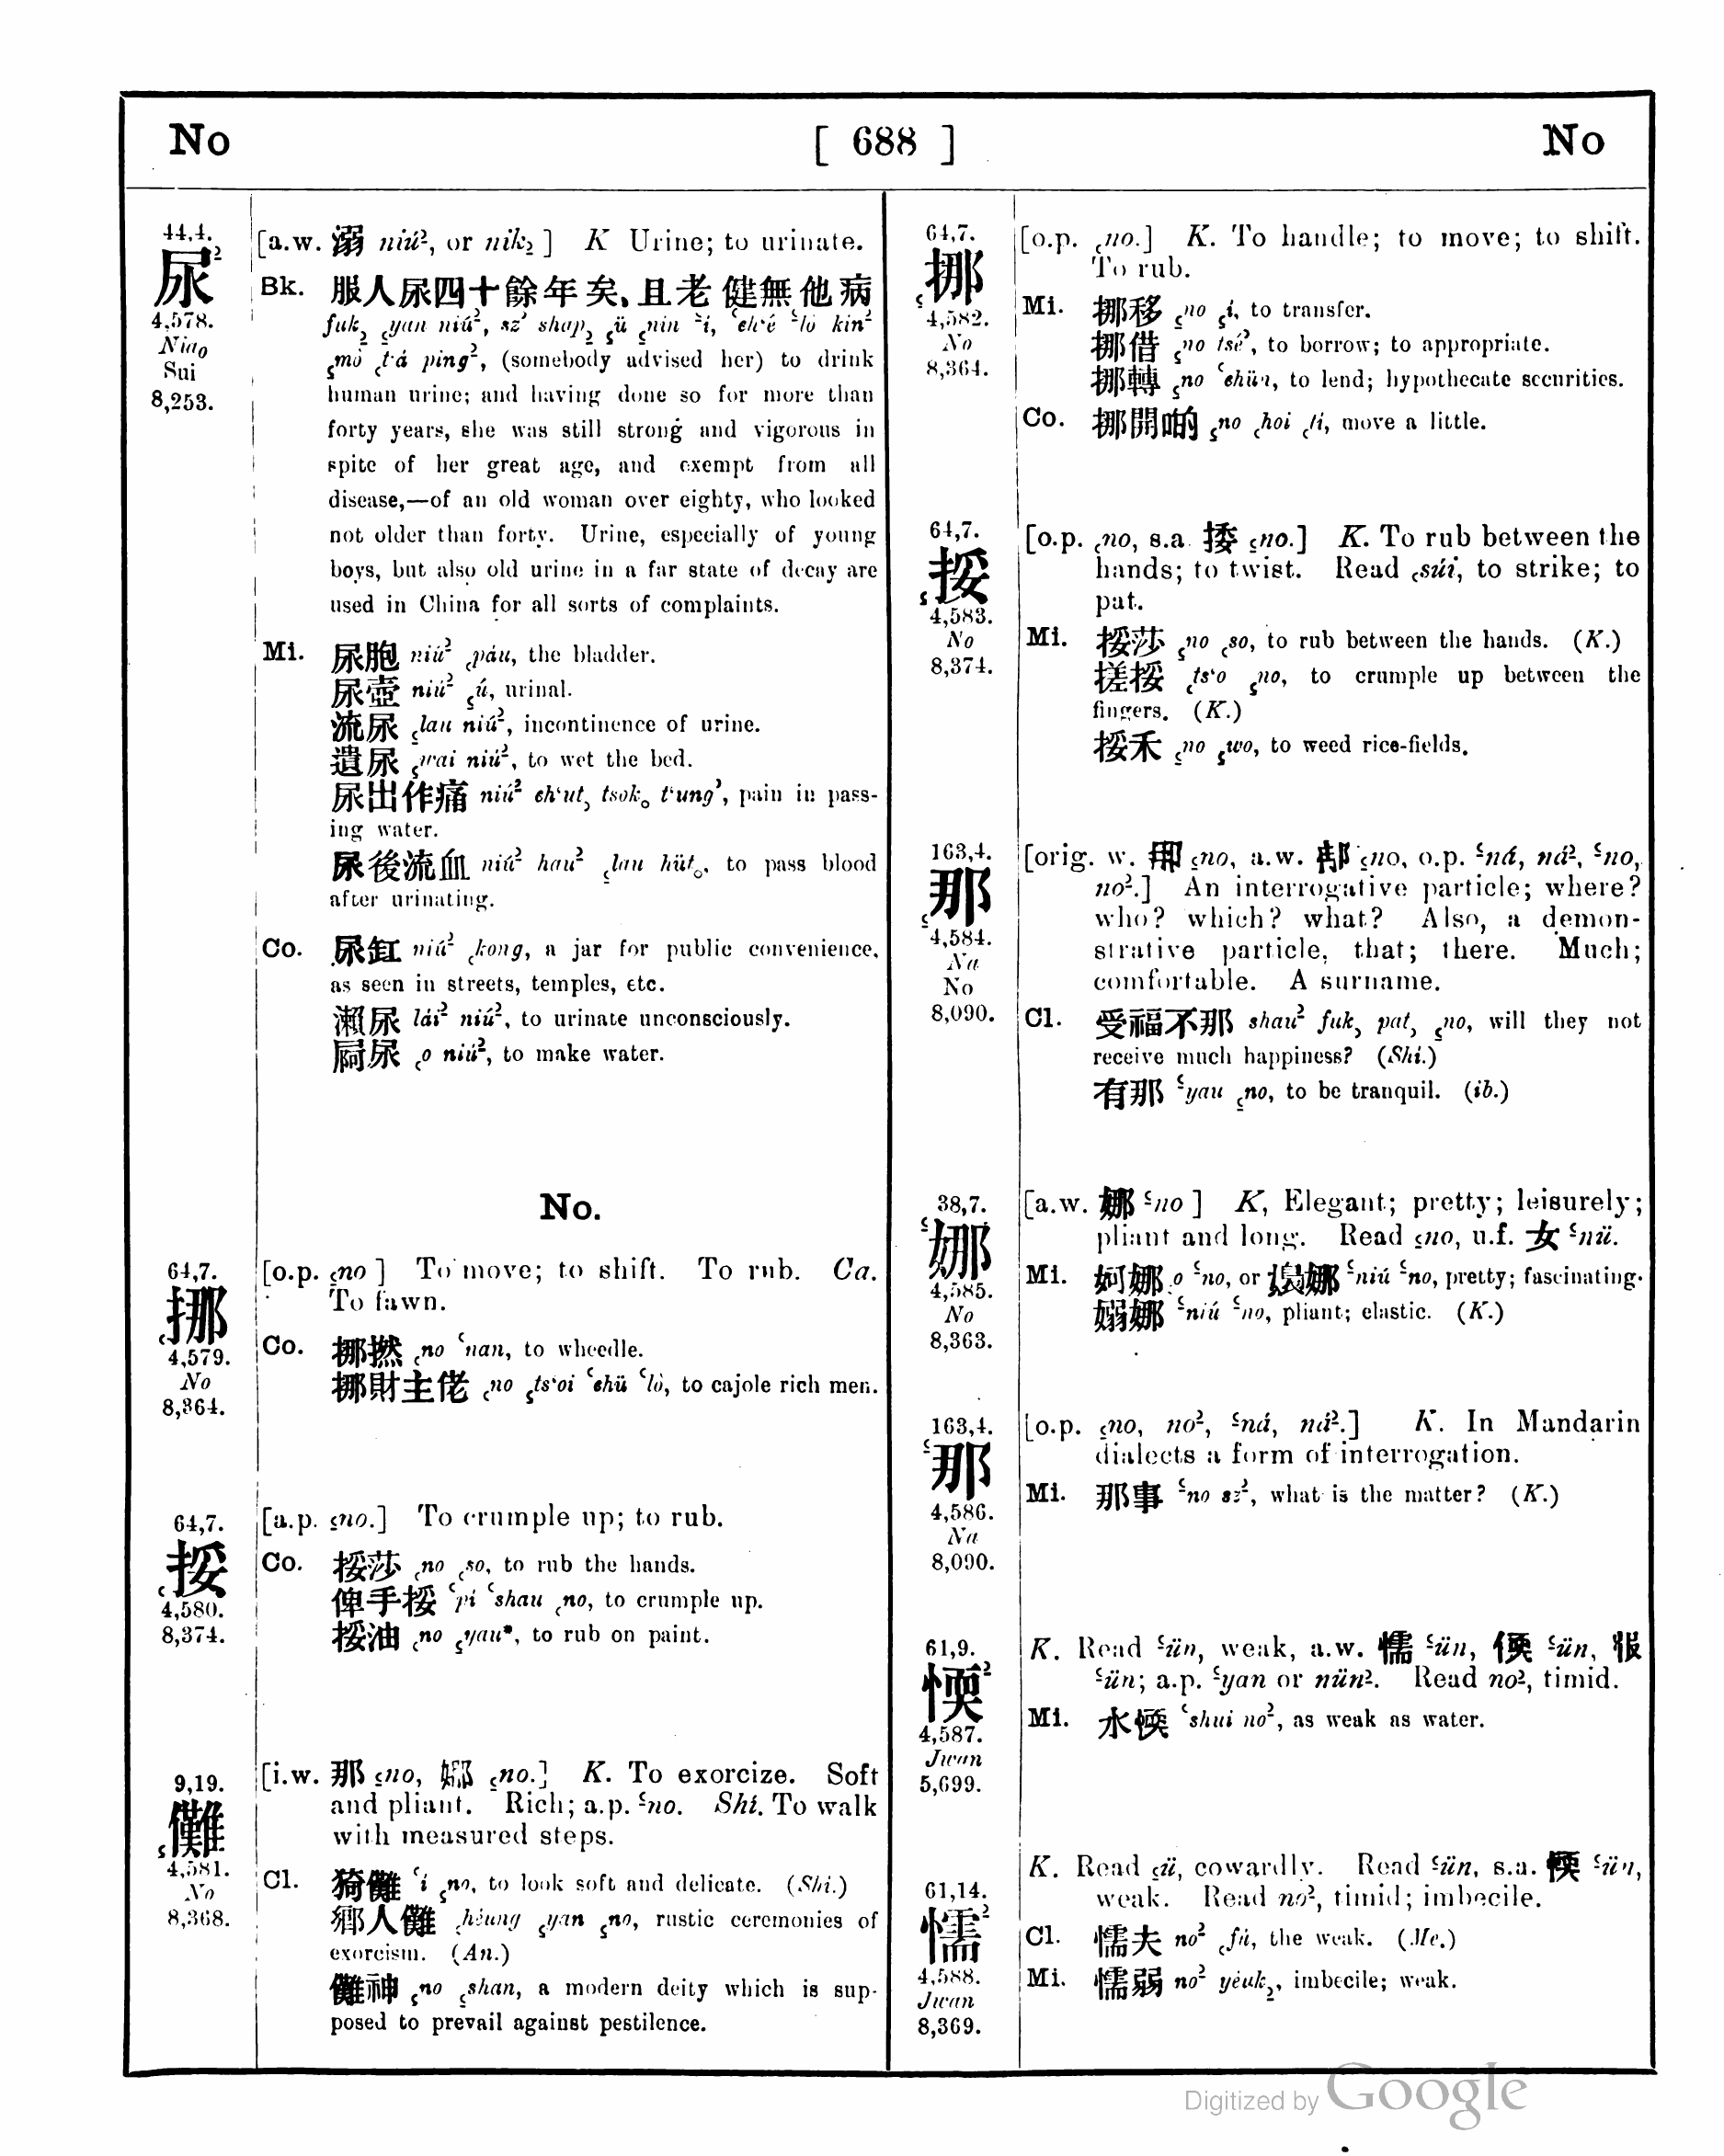 No [ 688 ] No
44,4.
尿²
4,578.
Niao
Sui
8,253.
[a.w. 溺 niú², or nik₂ ] K Urine; to urinate.
Bk. 服人尿四十餘年矣、且老健無他病
fuk₂ ꜁yan niú², sz’ shap₂ ꜁ü ꜁nin ꜃í, ꜂ch‘é ꜃lò kín²
꜁mò ꜀t‘á ping², (somebody advised her) to drink
human urine; and having done so for more than
forty years, she was still strong and vigorous in
spite of her great age, and exempt from all
disease,—of an old woman over eighty, who looked
not older than forty. Urine, especially of young
boys, but also old urine in a far state of decay are
used in China for all sorts of complaints.
Mi. 尿胞 niú² ꜀páu, the bladder.
尿壺 niú² ꜁ú, urinal.
流尿 ꜁lau niú², incontinence of urine.
遺尿 ꜁wai niú², to wet the bed.
尿出作痛 niú² ch‘ut, tsok。 t‘ung’, pain in pass-
ing water.
尿後流血 niú² hau² ꜁lau hüt。, to pass blood
after urinating.
Co. 尿缸 niú² ꜀kong, a jar for public convenience,
as seen in streets, temples, etc.
瀨尿 lái² niú², to urinate unconsciously.
屙尿 ꜀o niú², to make water.
No.
64,7.
꜀挪
4,579.
No
8,364.
[o.p. ꜁no ] To move; to shift. To rub. Ca.
To fawn.
Co. 挪撚 ꜀no ꜂nan, to wheedle.
挪財主佬 ꜀no ꜁ts‘oi ꜂chü ꜂lò, to cajole rich men.
64,7.
꜀挼
4,580.
8,374.
[a.p. ꜁no.] To crumple up; to rub.
Co. 挼莎 ꜀no ꜀so, to rub the hands.
俾手挼 ꜂pi ꜂shau ꜀no, to crumple up.
挼油 ꜀no ꜁yau*, to rub on paint.
9,19.
꜁儺
4,581.
No
8,368.
[i.w. 那 ꜁no, ꜁no.] K. To exorcize. Soft
and pliant. Rich; a.p. ꜃no. Shí. To walk
with measured steps.
Cl. 猗儺 ꜂i ꜁no, to look soft and delicate. (Shi.)
鄉人儺 ꜀héung ꜁yan ꜁no, rustic ceremonies of
exorcism. (An.)
儺神 ꜁no ꜁shan, a modern deity which is sup-
posed to prevail against pestilence.
64,7.
꜁挪
4,582.
No
8,364.
[o.p. ꜀no.] K. To handle; to move; to shift.
To rub.
Mi. 挪移 ꜁no ꜁í, to transfer.
挪借 ꜁no tsé’, to borrow; to appropriate.
挪轉 ꜁no ꜂chün, to lend; hypothecate securities.
Co. 挪開啲 ꜁no ꜀hoi ꜀ti, move a little.
64,7.
꜁挼
4,583.
No
8,374.
[o.p. ꜀no, s.a. 捼 ꜁no.] K. To rub between the
hands; to twist. Read ꜀súi, to strike; to
pat.
Mi. 挼莎 ꜁no ꜀so, to rub between the hands. (K.)
搓挼 ꜀ts‘o ꜁no, to crumple up between the
fingers. (K.)
挼禾 ꜁no ꜁wo, to weed rice-fields.
163,4.
꜁那
4,584.
Na
No
8,090.
[orig. w. ꜁no, a.w. ꜁no, o.p. ꜃ná, ná², ꜃no,
no².] An interrogative particle; where?
who? which? what? Also, a demon-
strative particle, that; there. Much;
comfortable. A surname.
Cl. 受福不那 shau² fuk, pat, ꜁no, will they not
receive much happiness? (Shi.)
有那 ꜃yau ꜁no, to be tranquil. (ib.)
38,7.
꜃娜
4,585.
No
8,363.
[a.w. ꜃no ] K, Elegant; pretty; leisurely;
pliant and long. Read ꜁no, u.f. 女 ꜃nü.
Mi. 妸娜 ꜀o ꜃no, or 嬝娜 ꜃niú ꜃no, pretty; fascinating.
嫋娜 ꜃niú ꜃no, pliant; elastic. (K.)
163,4.
꜃那
4,586.
Na
8,090.
[o.p. ꜁no, no², ꜃ná, ná².] K. In Mandarin
dialects a form of interrogation.
Mi. 那事 ꜃no sz², what is the matter? (K.)
61,9.
愞²
4,587.
Jwan
5,699.
K. Read ꜃ün, weak, a.w. 懦 ꜃ün, 偄 ꜃ün,
꜃ün; a.p. ꜃yan or nün². Read no², timid.
Mi. 水愞 ꜂shui no², as weak as water.
61,14.
懦²
4,588.
Jwan
8,369.
K. Read ꜁ü, cowardly. Read ꜃ün, s.a. 愞 ꜃ün,
weak. Read no², timid; imbecile.
Cl. 懦夫 no² ꜀fú, the weak. (Me.)
Mi. 懦弱 no² yéuk₂, imbecile; weak.
Digitized by Google